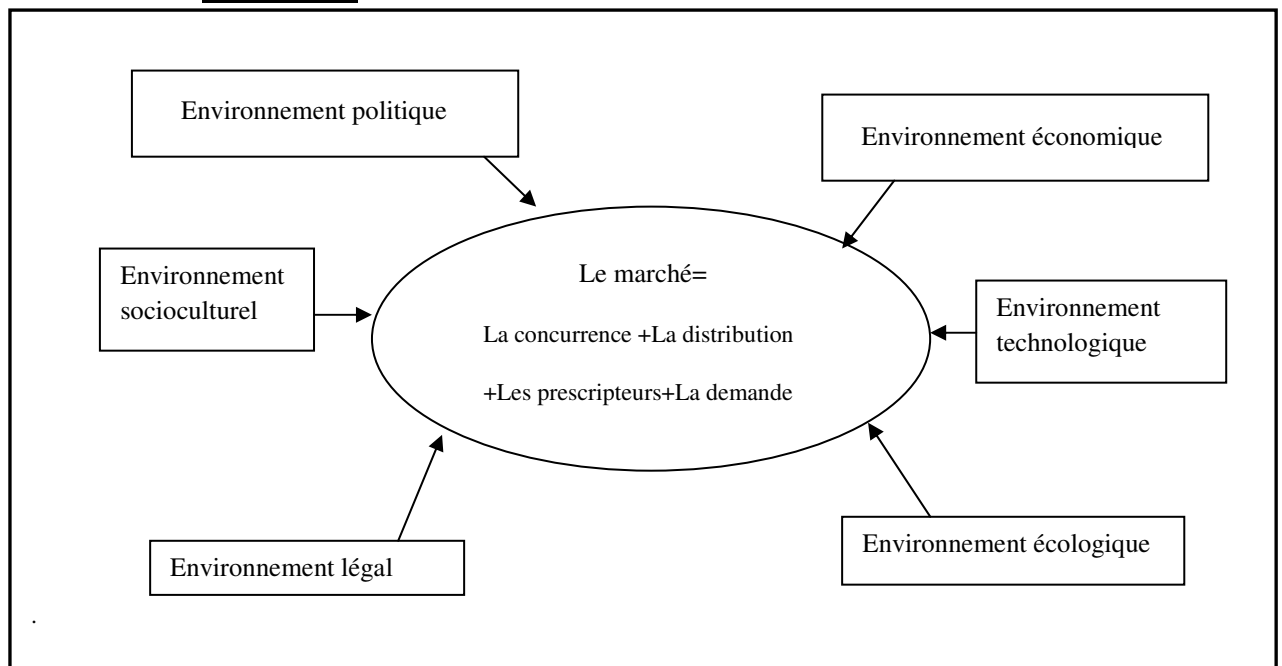 Environnement politique
Environnement économique
Environnement
socioculturel
Le marché=
La concurrence +La distribution
+Les prescripteurs+La demande
Environnement
technologique
Environnement légal
Environnement écologique
.